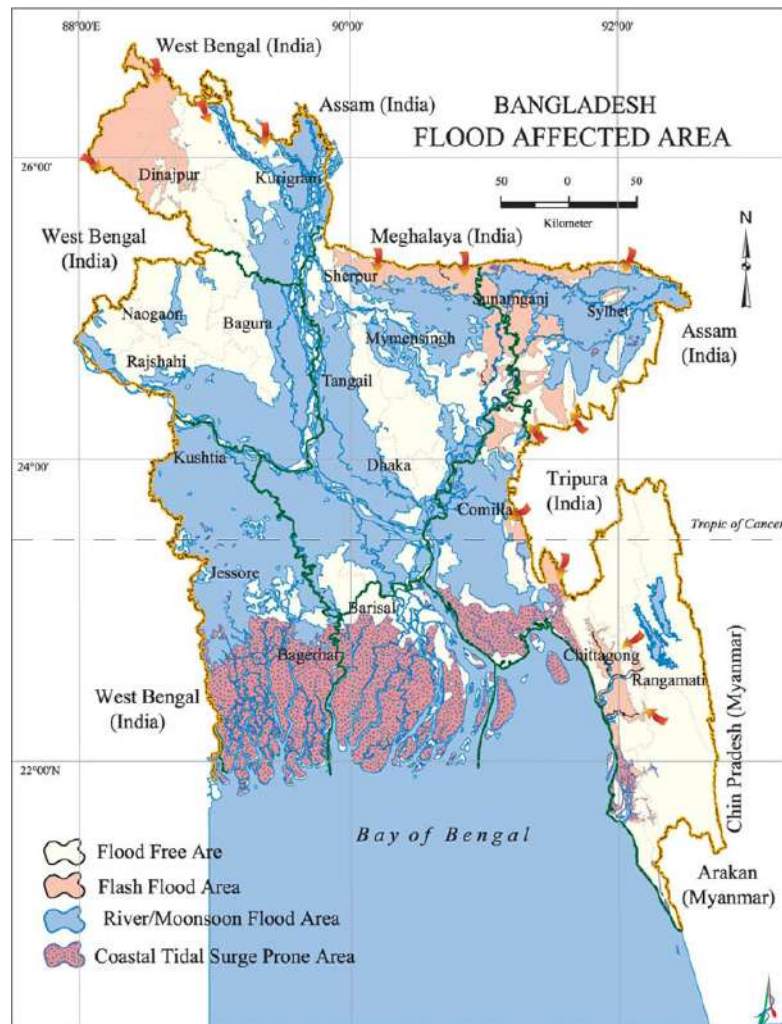 88°00'E
90°00'
92°00'
West Bengal (India)
Assam (India)
BANGLADESH
FLOOD AFFECTED AREA
26°00'
Dinajpur
Kurigram
50 0 50
Kilometer
N
West Bengal
(India)
Meghalaya (India)
Sherpur
Sunamganj
Sylhet
Naogaon
Bagura
Mymensingh
Assam
(India)
Rajshahi
Tangail
24°00'
Kushtia
Dhaka
Tripura
(India)
Comilla
Tropic of Cancer
Jessore
Barisal
Bagerhat
Chittagong
Rangamati
West Bengal
(India)
Chin Pradesh (Myanmar)
22°00'N
Bay of Bengal
Flood Free Are
Flash Flood Area
River/Moonsoon Flood Area
Coastal Tidal Surge Prone Area
Arakan
(Myanmar)